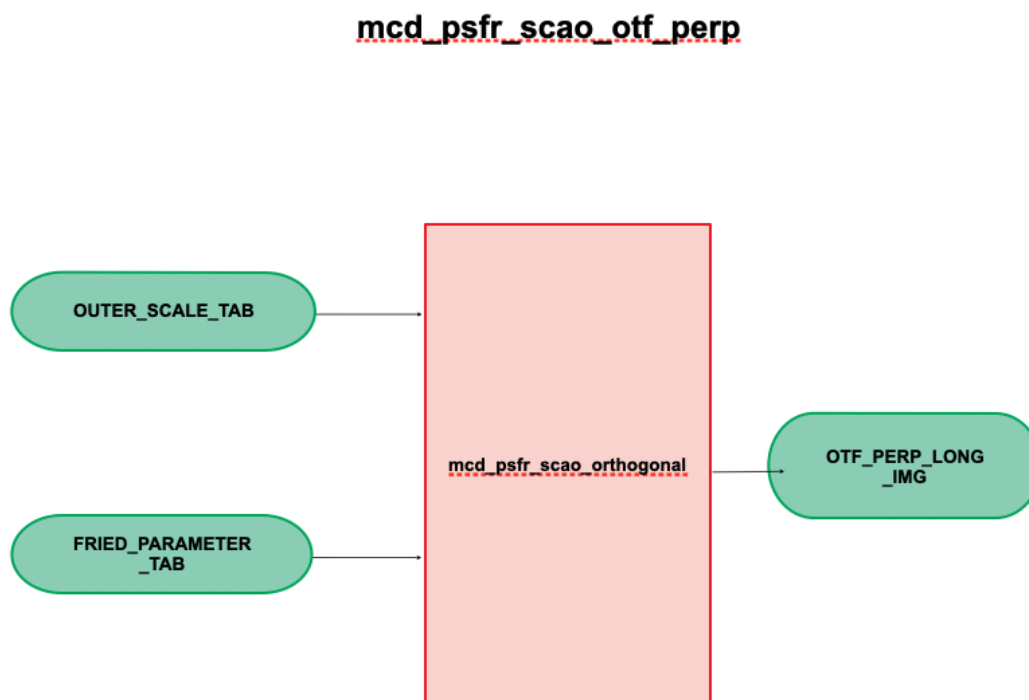 mcd_psfr_scao_otf_perp
OUTER_SCALE_TAB
mcd_psfr_scao_orthogonal
OTF_PERP_LONG
_IMG
FRIED_PARAMETER
_TAB